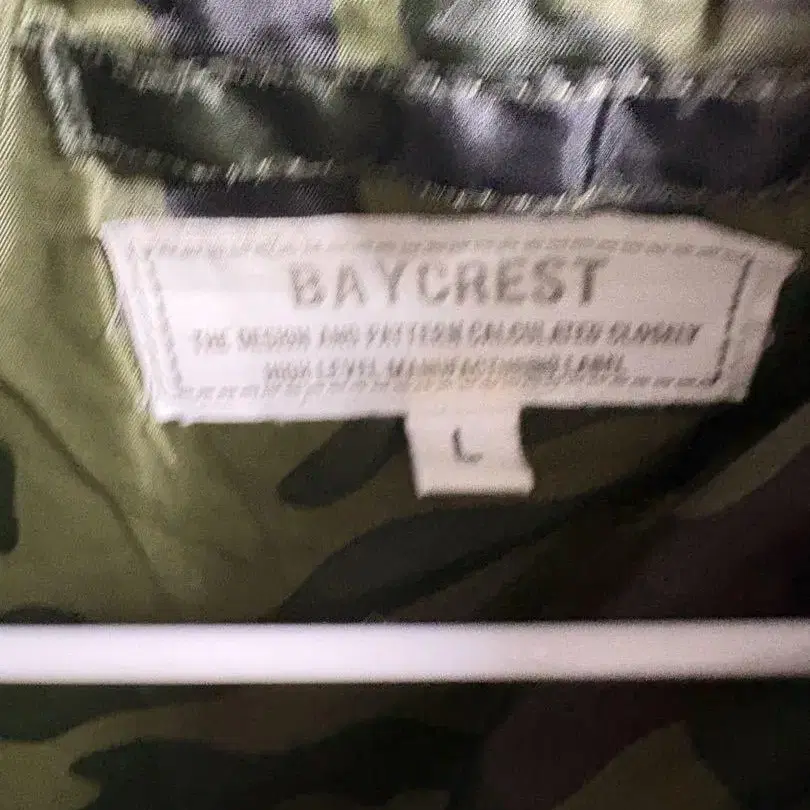 BAYCREST
THE DESIGN AND PATTERN CALCULATED CLOSELY
HIGH LEVEL MANUFACTURING LABEL
L